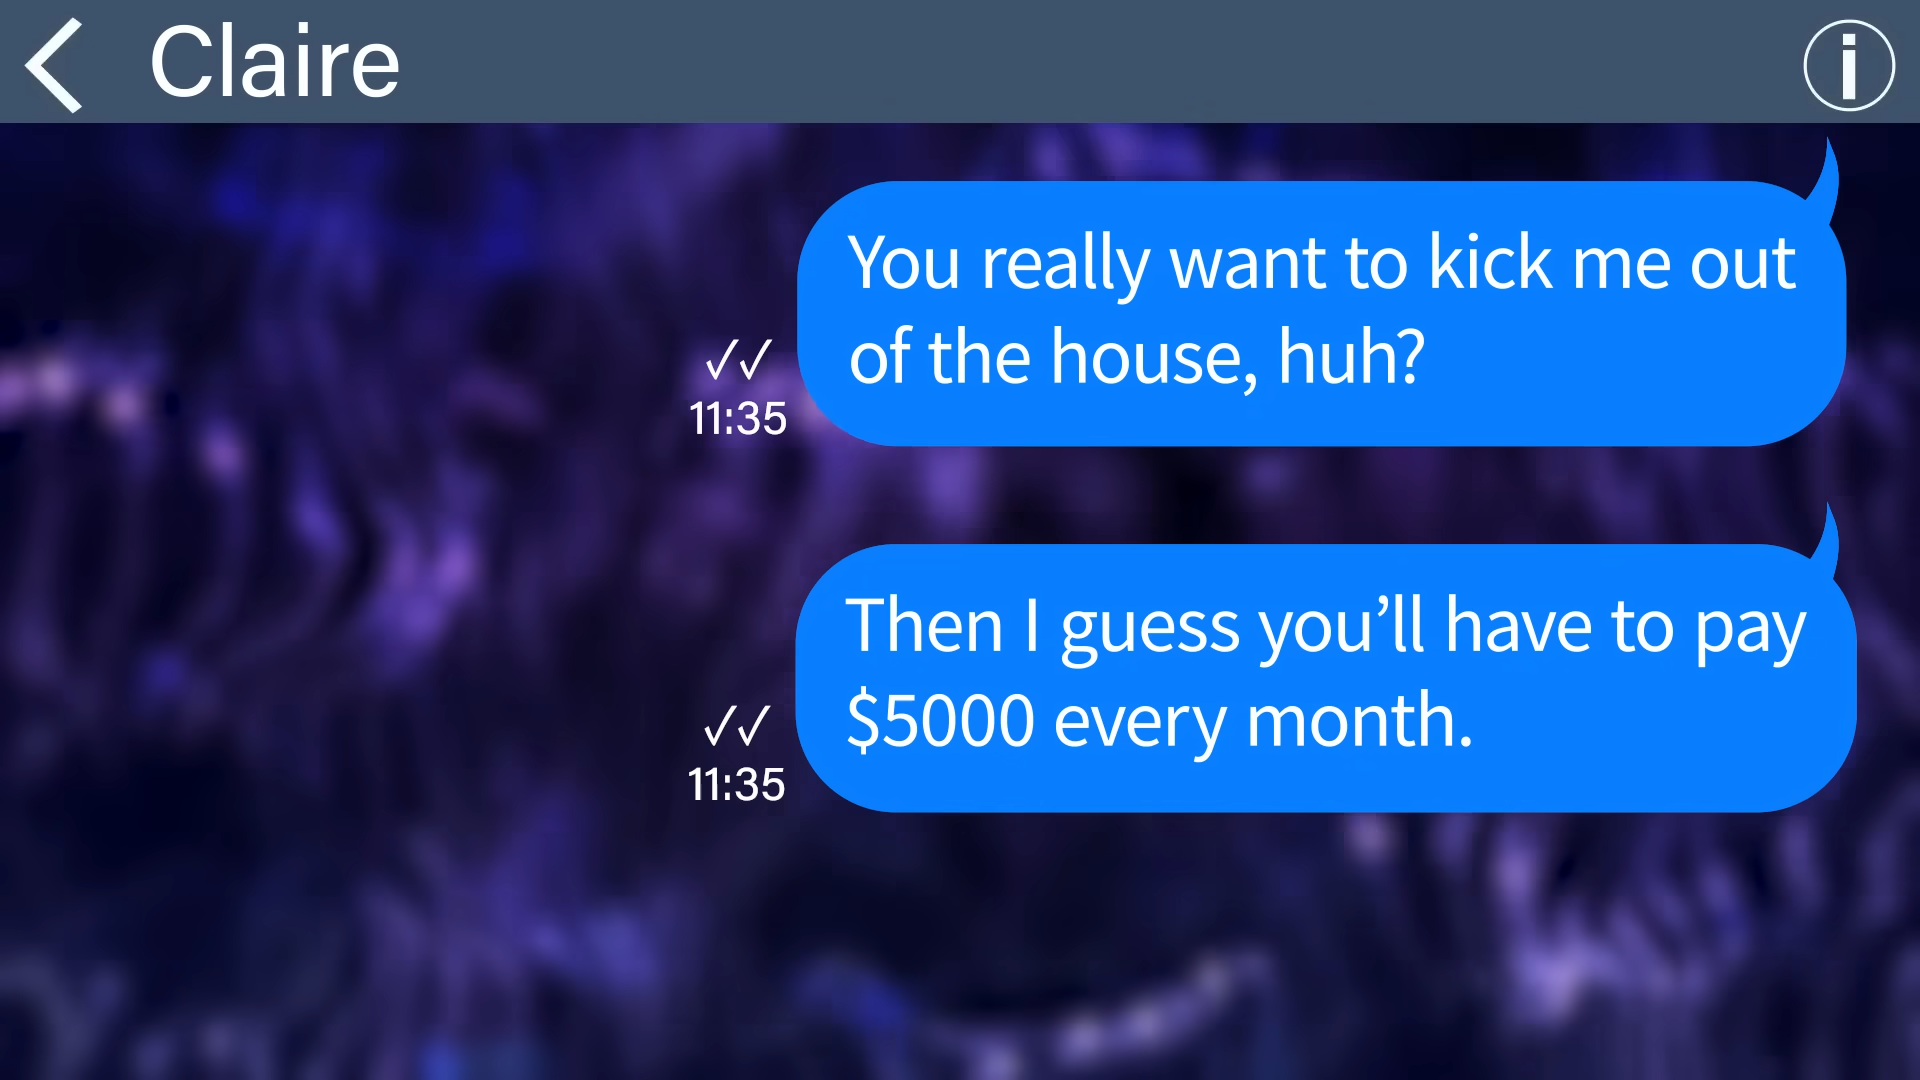 Claire
You really want to kick me out
of the house, huh?
✓✓
11:35
Then I guess you’ll have to pay
$5000 every month.
✓✓
11:35